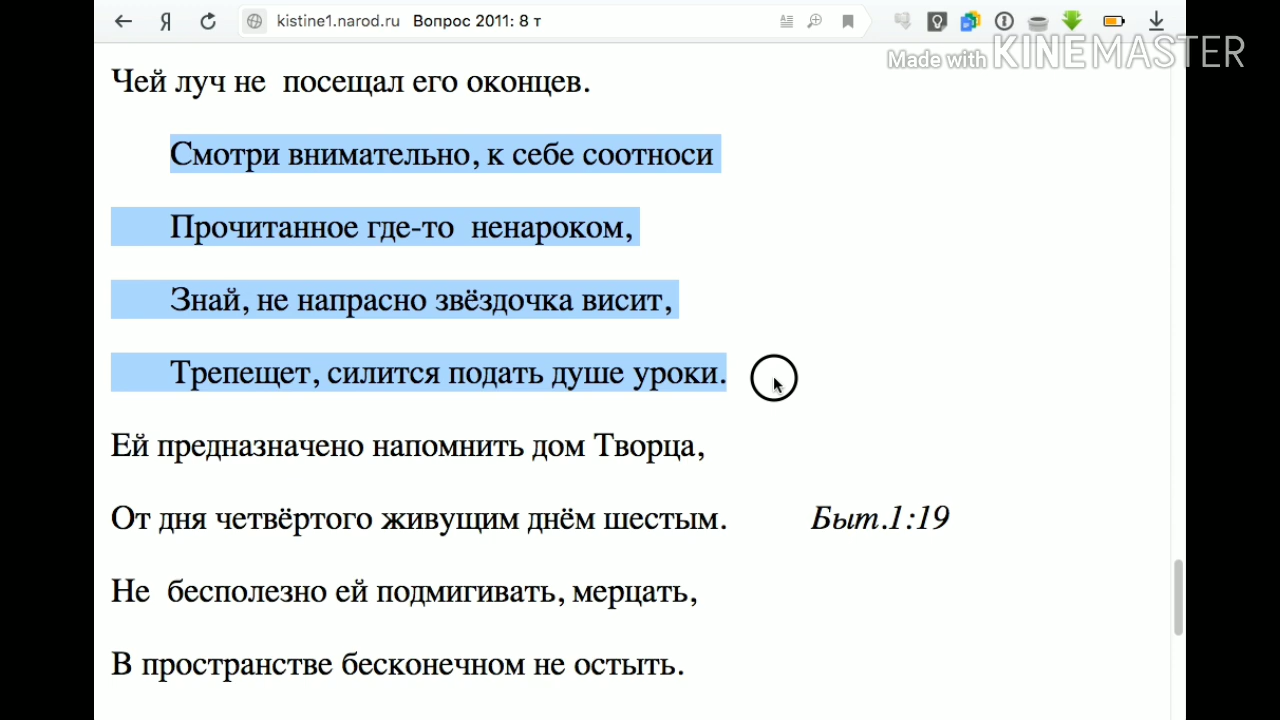 Я kistine1.narod.ru Вопрос 2011: 8 т
Made with KINEMASTER
Чей луч не посещал его оконцев.
Смотри внимательно, к себе соотноси
Прочитанное где-то ненароком,
Знай, не напрасно звёздочка висит,
Трепещет, силится подать душе уроки.
Ей предназначено напомнить дом Творца,
От дня четвёртого живущим днём шестым. Быт.1:19
Не бесполезно ей подмигивать, мерцать,
В пространстве бесконечном не остыть.